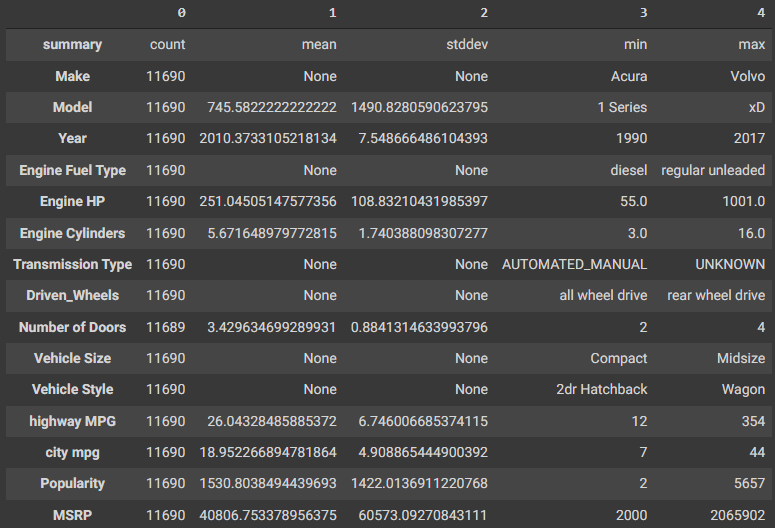 0 1 2 3 4
summary count mean stddev min max
Make 11690 None None Acura Volvo
Model 11690 745.5822222222222 1490.8280590623795 1 Series xD
Year 11690 2010.3733105218134 7.548666486104393 1990 2017
Engine Fuel Type 11690 None None diesel regular unleaded
Engine HP 11690 251.04505147577356 108.83210431985397 55.0 1001.0
Engine Cylinders 11690 5.671648979772815 1.740388098307277 3.0 16.0
Transmission Type 11690 None None AUTOMATED_MANUAL UNKNOWN
Driven_Wheels 11690 None None all wheel drive rear wheel drive
Number of Doors 11689 3.429634699289931 0.8841314633993796 2 4
Vehicle Size 11690 None None Compact Midsize
Vehicle Style 11690 None None 2dr Hatchback Wagon
highway MPG 11690 26.04328485885372 6.746006685374115 12 354
city mpg 11690 18.952266894781864 4.908865444900392 7 44
Popularity 11690 1530.8038494439693 1422.0136911220768 2 5657
MSRP 11690 40806.753378956375 60573.09270843111 2000 2065902